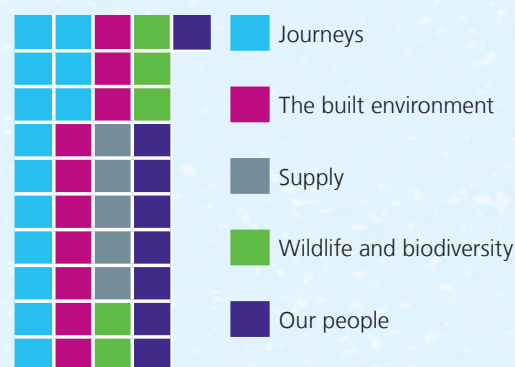 Journeys
The built environment
Supply
Wildlife and biodiversity
Our people